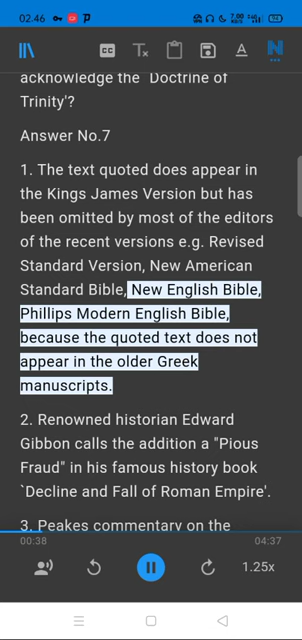 02.46
7,00 KB/S
acknowledge the `Doctrine of
Trinity'?
Answer No.7
1. The text quoted does appear in
the Kings James Version but has
been omitted by most of the editors
of the recent versions e.g. Revised
Standard Version, New American
Standard Bible, New English Bible,
Phillips Modern English Bible,
because the quoted text does not
appear in the older Greek
manuscripts.
2. Renowned historian Edward
Gibbon calls the addition a "Pious
Fraud" in his famous history book
`Decline and Fall of Roman Empire'.
3. Peakes commentary on the
00:38
04:37
1.25x